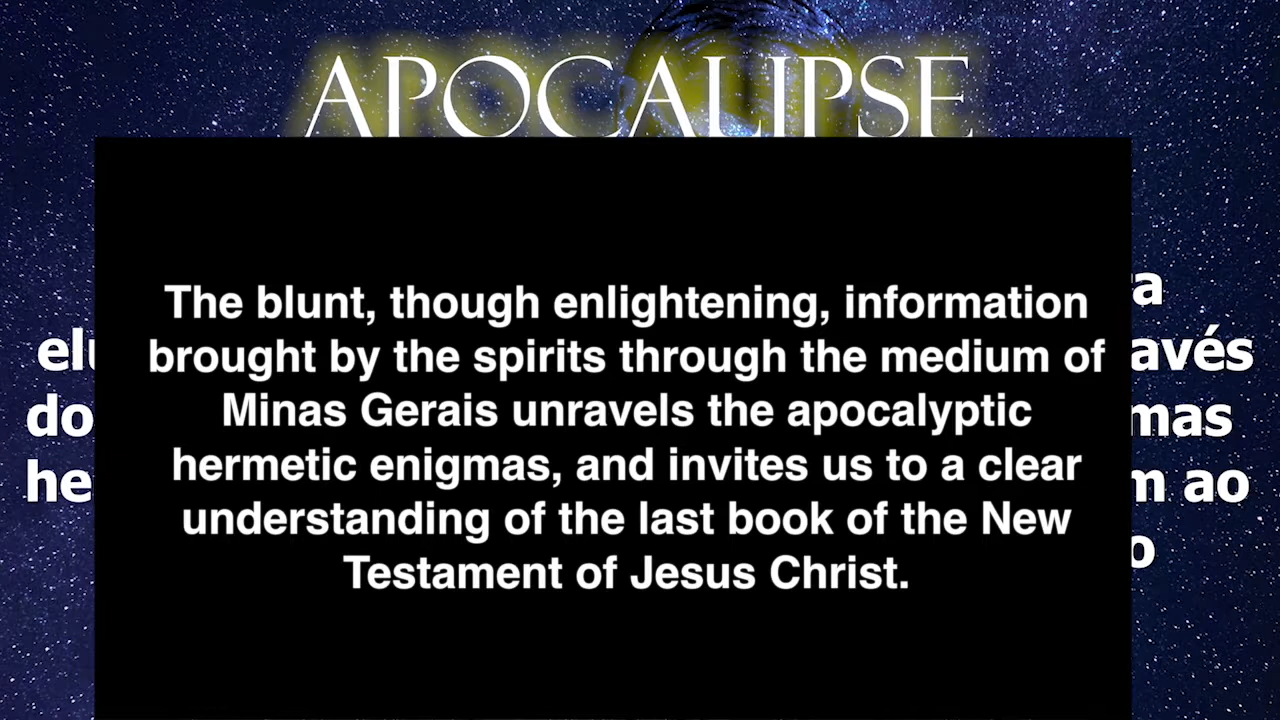 APOCALIPSE
The blunt, though enlightening, information
brought by the spirits through the medium of
Minas Gerais unravels the apocalyptic
hermetic enigmas, and invites us to a clear
understanding of the last book of the New
Testament of Jesus Christ.
ao